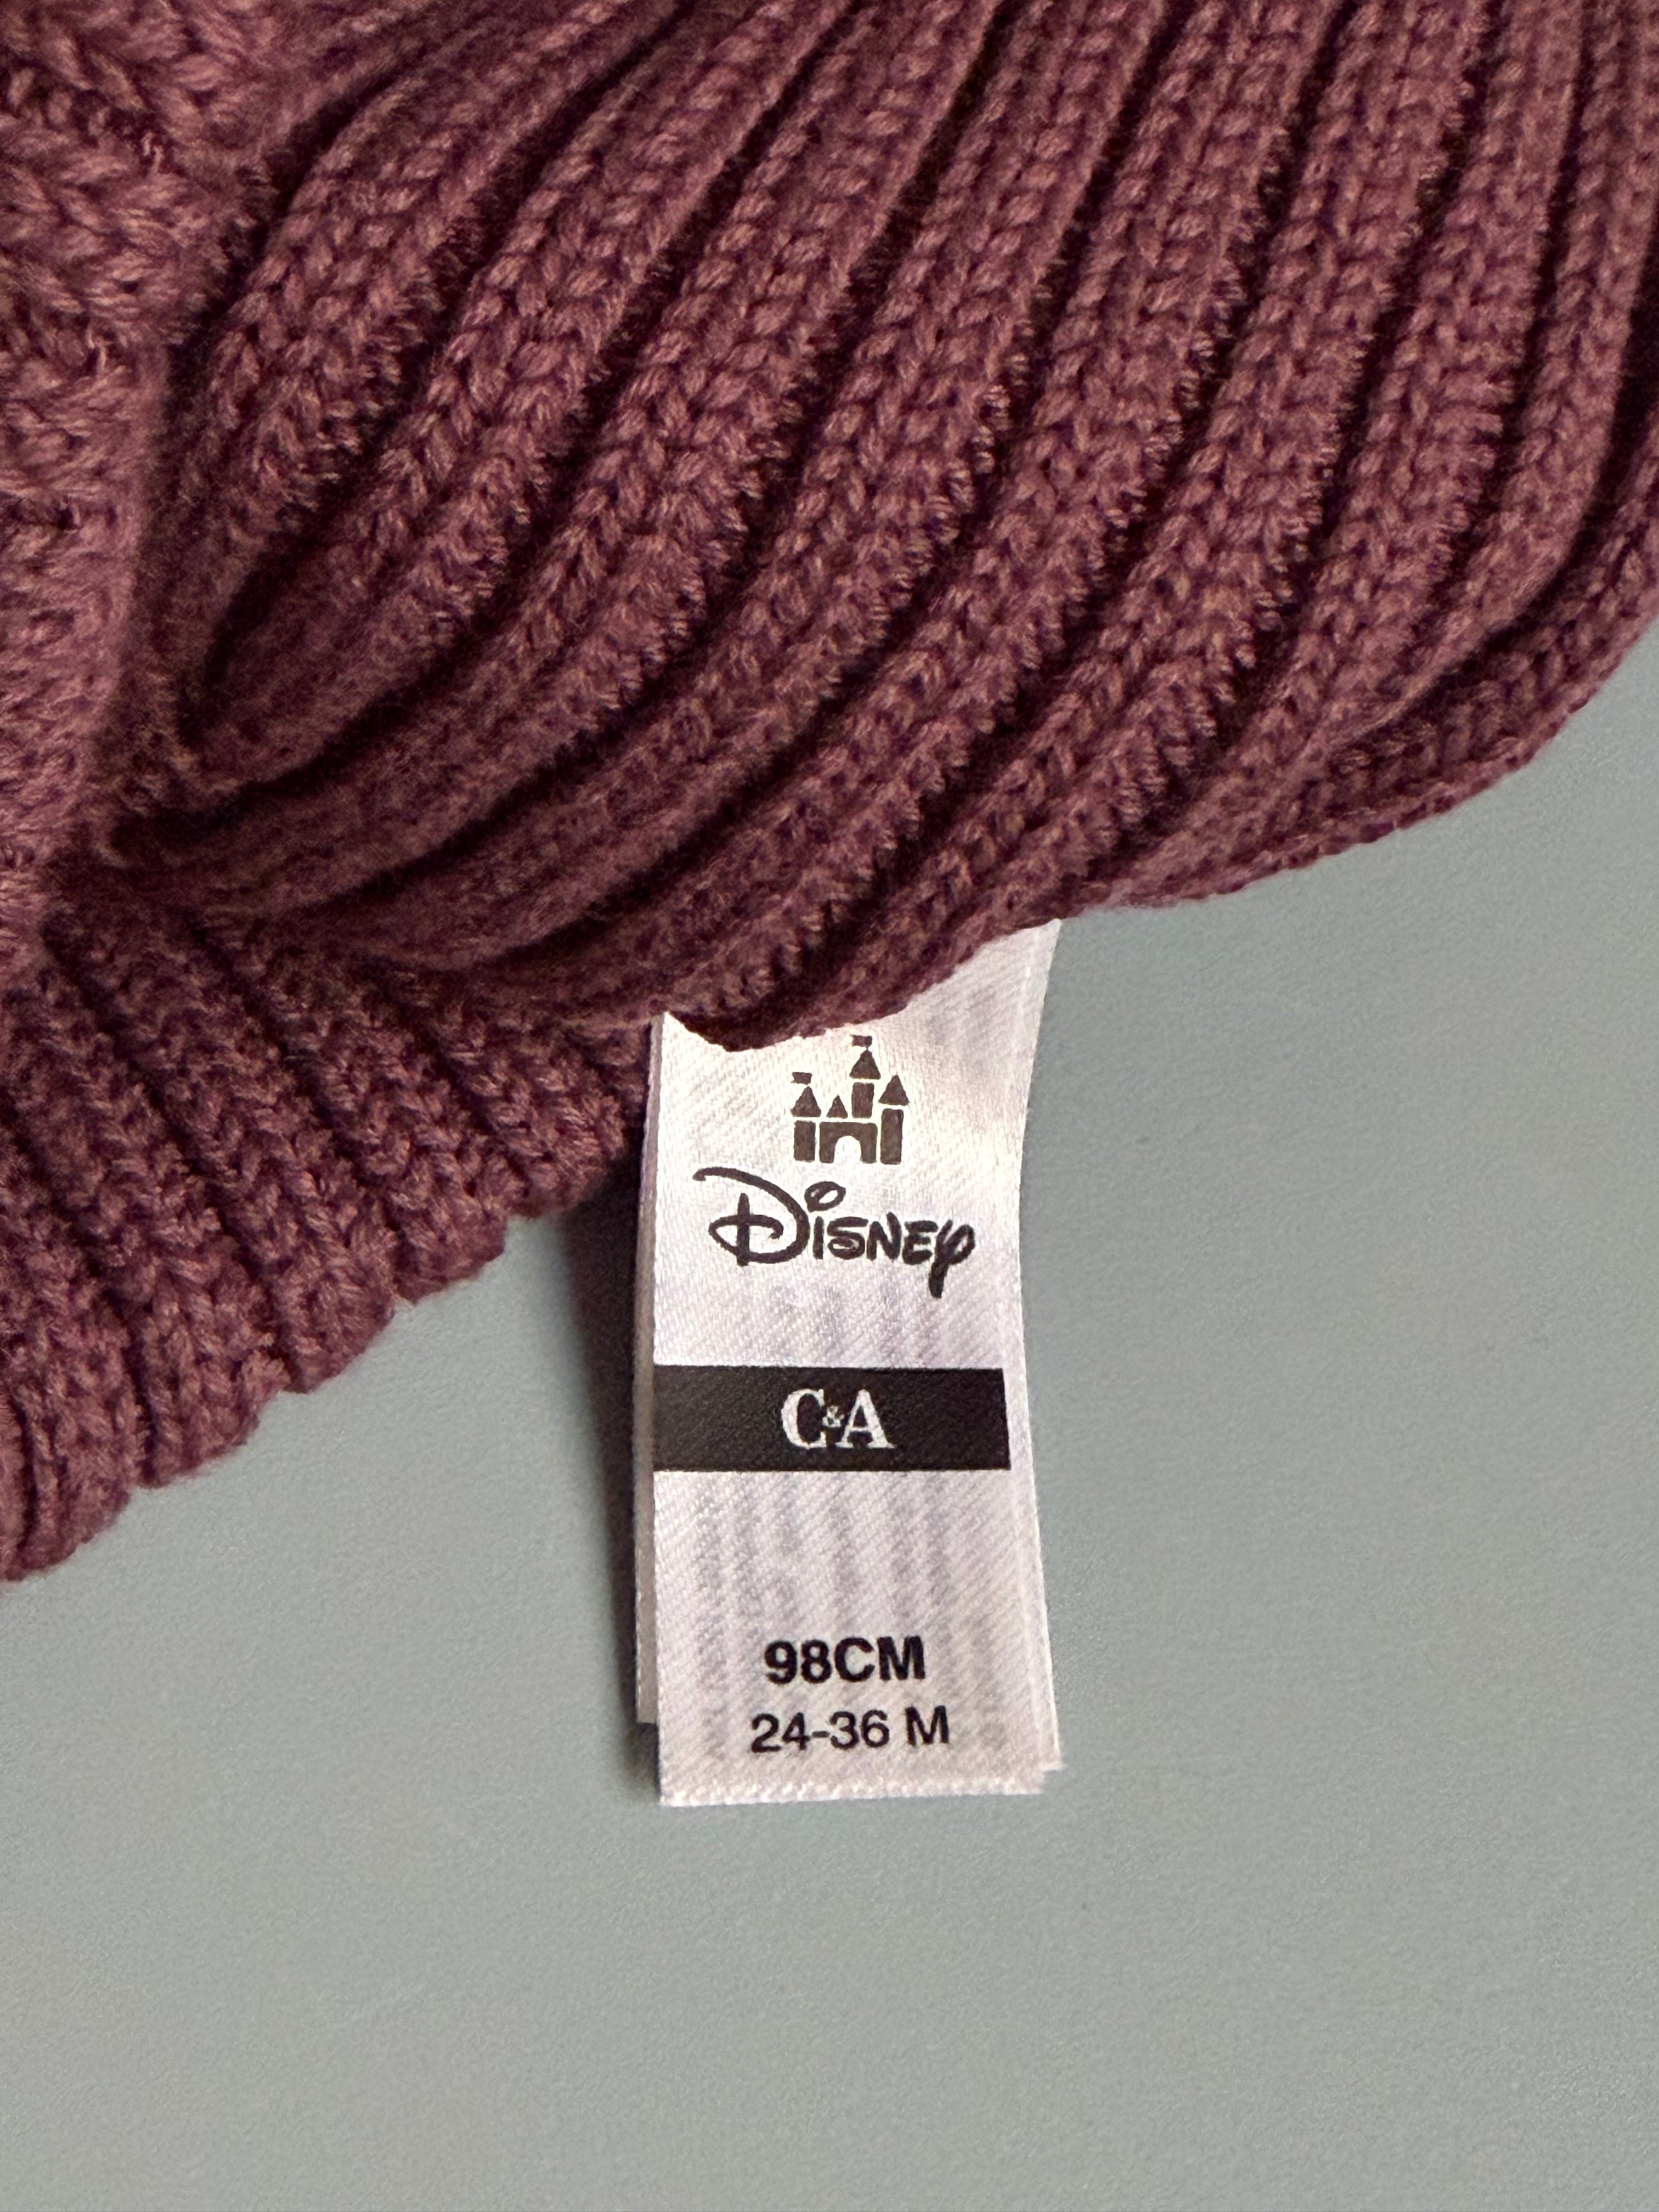 Disney
C&A
98CM
24-36 M